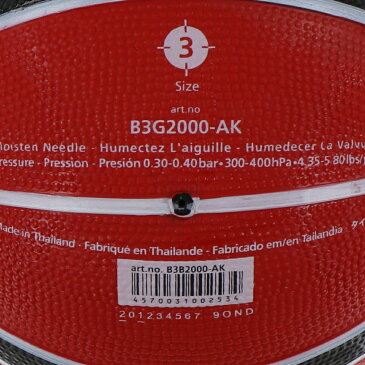 3
Size
art.no
B3G2000-AK
Moisten Needle - Humectez L'aiguille - Humedecer La
Pressure - Pression - Presión 0.30-0.40bar • 300-400hPa • 4.35-5.80lbs/
Made in Thailand - Fabriqué en Thaïlande - Fabricado em/en Tailandia
art.no. B3B2000-AK
4570031002534
201234567 90ND